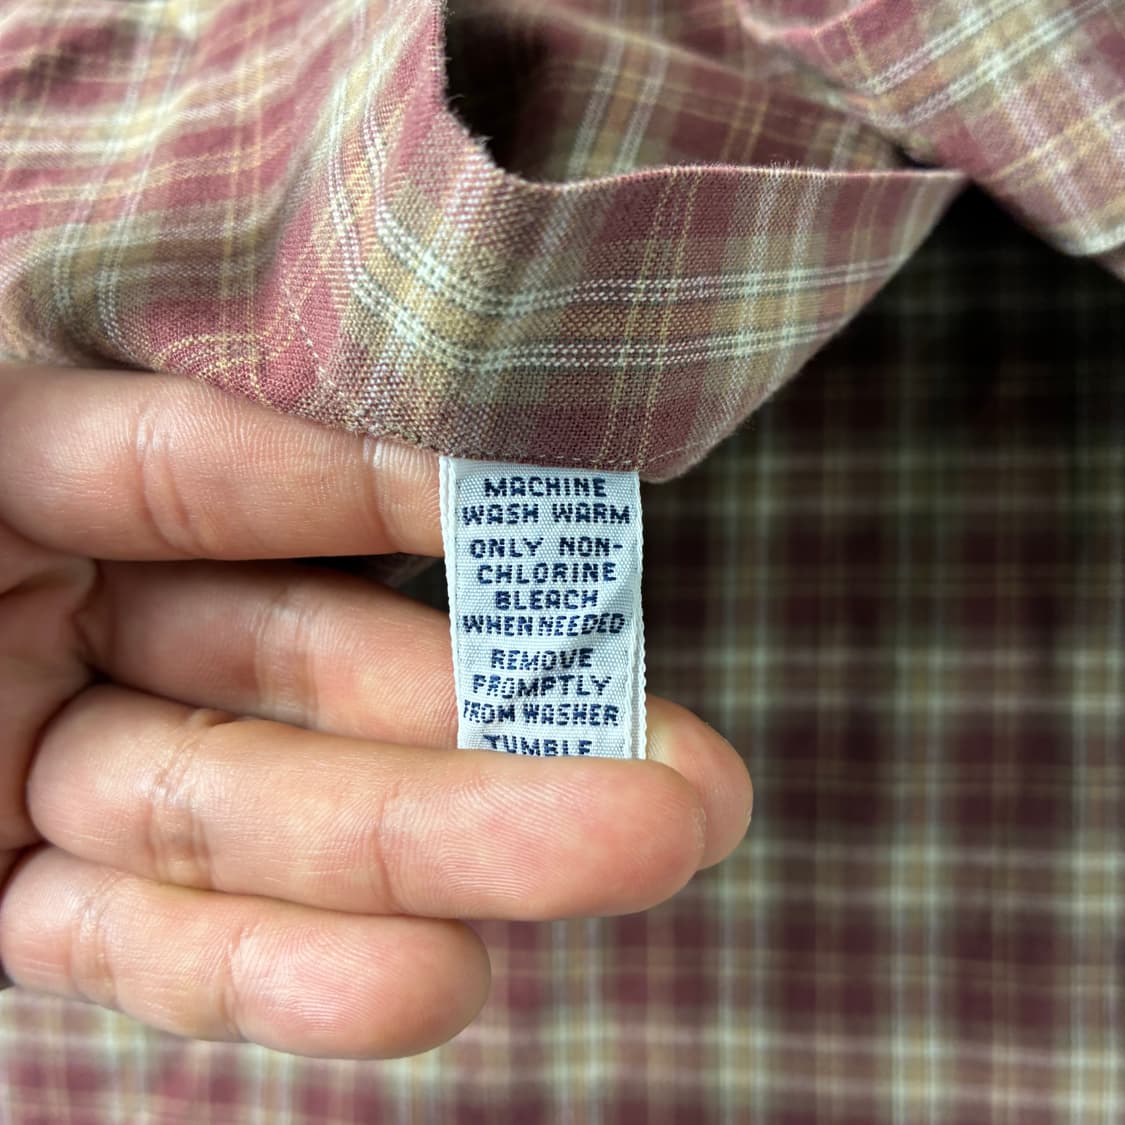 MACHINE
WASH WARM
ONLY NON-
CHLORINE
BLEACH
WHEN NEEDED
REMOVE
PROMPTLY
FROM WASHER
TUMBLE